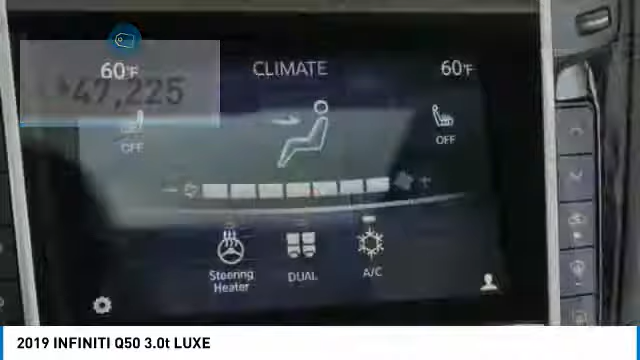 60°F CLIMATE 60°F
$47,225
OFF OFF
Steering Heater DUAL A/C
2019 INFINITI Q50 3.0t LUXE